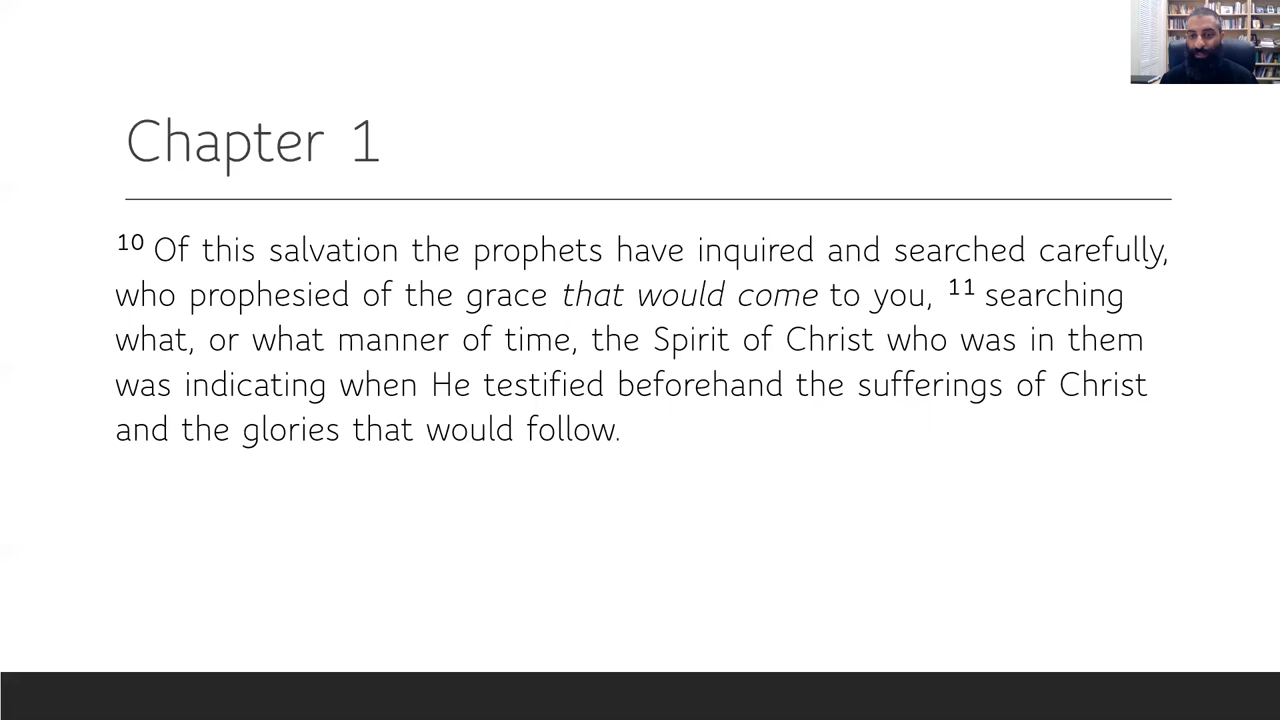 Chapter 1
10 Of this salvation the prophets have inquired and searched carefully,
who prophesied of the grace that would come to you, 11 searching
what, or what manner of time, the Spirit of Christ who was in them
was indicating when He testified beforehand the sufferings of Christ
and the glories that would follow.